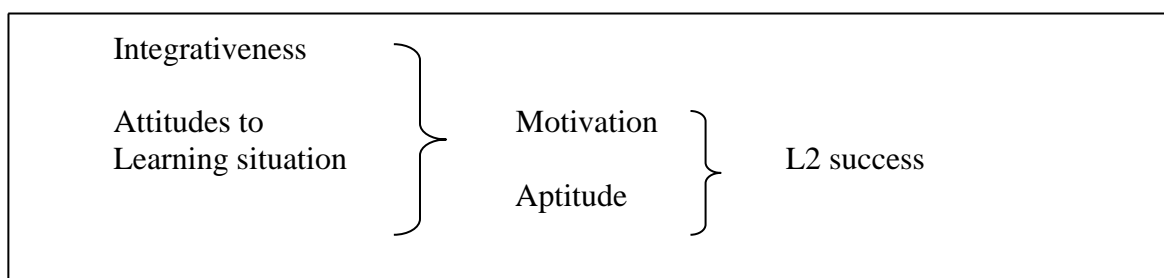 Integrativeness
Attitudes to
Learning situation
Motivation
Aptitude
L2 success